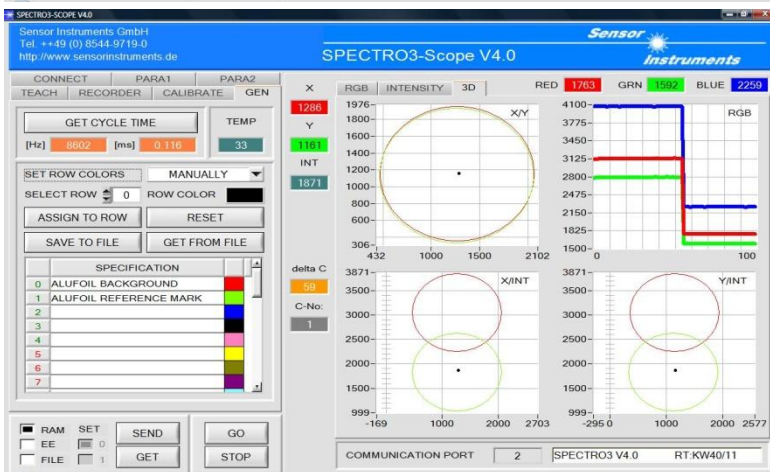 SPECTRO3-SCOPE V4.0
Sensor Instruments GmbH
Tel. ++49 (0) 8544-9719-0
http://www.sensorinstruments.de
SPECTRO3-Scope V4.0
Sensor
Instruments
CONNECT PARA1 PARA2
TEACH RECORDER CALIBRATE GEN
GET CYCLE TIME
[Hz] 8602 [ms] 0.116
TEMP
33
SET ROW COLORS MANUALLY
SELECT ROW 0 ROW COLOR
ASSIGN TO ROW RESET
SAVE TO FILE GET FROM FILE
SPECIFICATION
0 ALUFOIL BACKGROUND
1 ALUFOIL REFERENCE MARK
2
3
4
5
6
7
RAM SET
EE 0
FILE 1
SEND GO
GET STOP
X
1286
Y
1161
INT
1871
delta C
59
C-No:
1
RGB INTENSITY 3D
RED 1763 GRN 1592 BLUE 2259
X/Y
1976
1800
1600
1400
1200
1000
800
600
306
432 1000 1500 2102
RGB
4100
3775
3450
3125
2800
2475
2150
1825
1500
0 100
X/INT
3871
3500
3000
2500
2000
1500
999
-169 1000 2000 2703
Y/INT
3871
3500
3000
2500
2000
1500
999
-295 0 1000 2000 2577
COMMUNICATION PORT 2 SPECTRO3 V4.0 RT:KW40/11